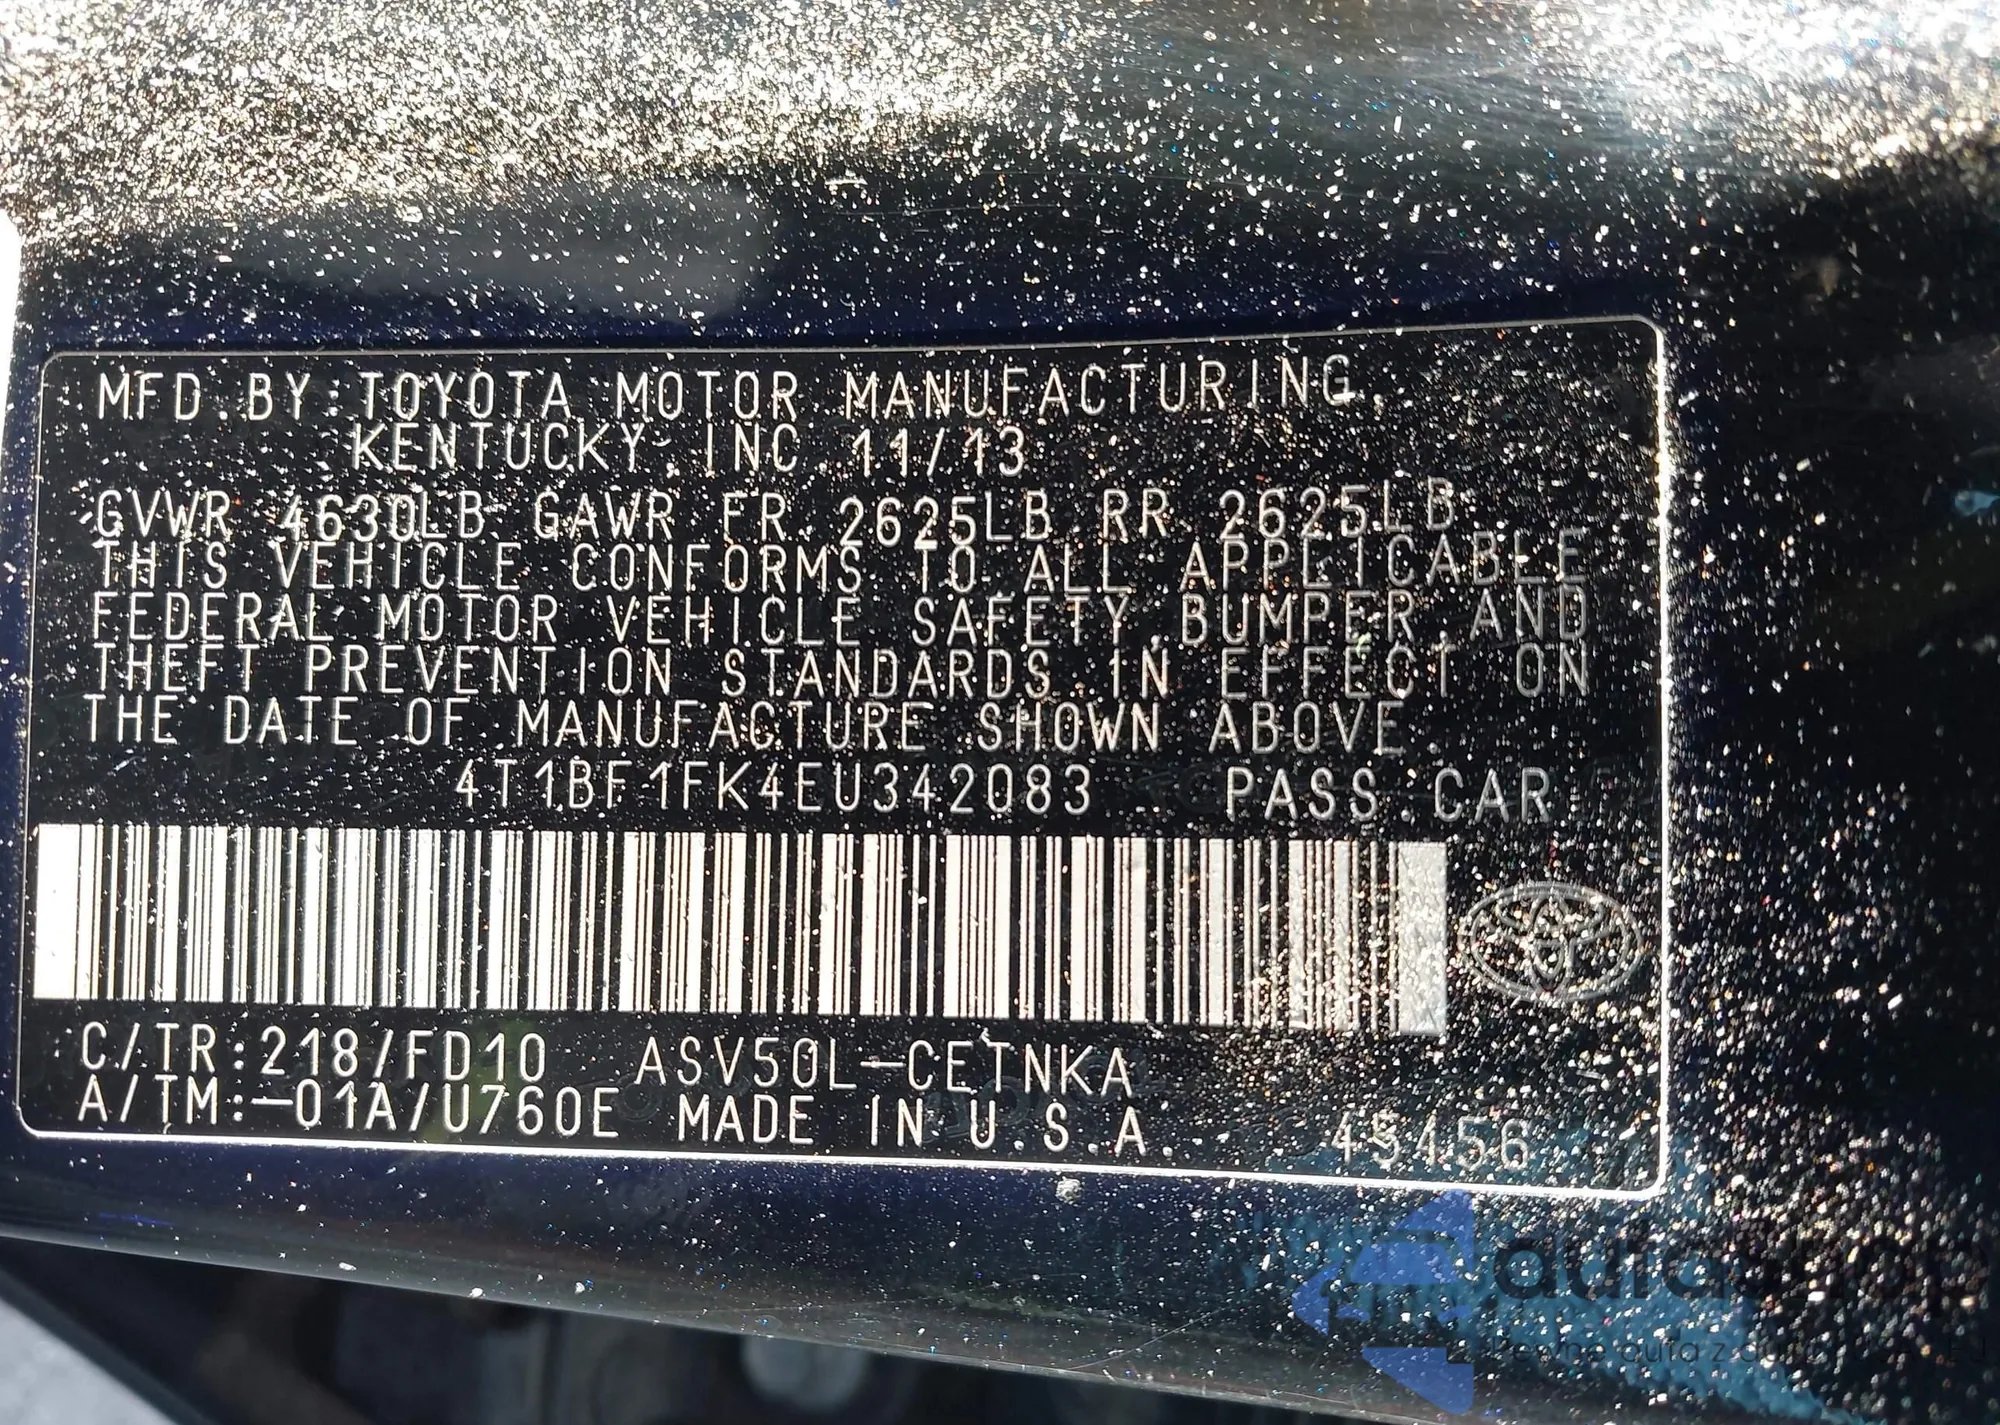 MFD. BY: TOYOTA MOTOR MANUFACTURING,
KENTUCKY, INC. 11/13
GVWR 4630LB GAWR FR 2625LB RR 2625LB
THIS VEHICLE CONFORMS TO ALL APPLICABLE
FEDERAL MOTOR VEHICLE SAFETY, BUMPER, AND
THEFT PREVENTION STANDARDS IN EFFECT ON
THE DATE OF MANUFACTURE SHOWN ABOVE.
4T1BF1FK4EU342083 PASS. CAR
C/TR:218/FD10 ASV50L-CETNKA
A/TM:-01A/U760E MADE IN U.S.A.
Pewne auta z